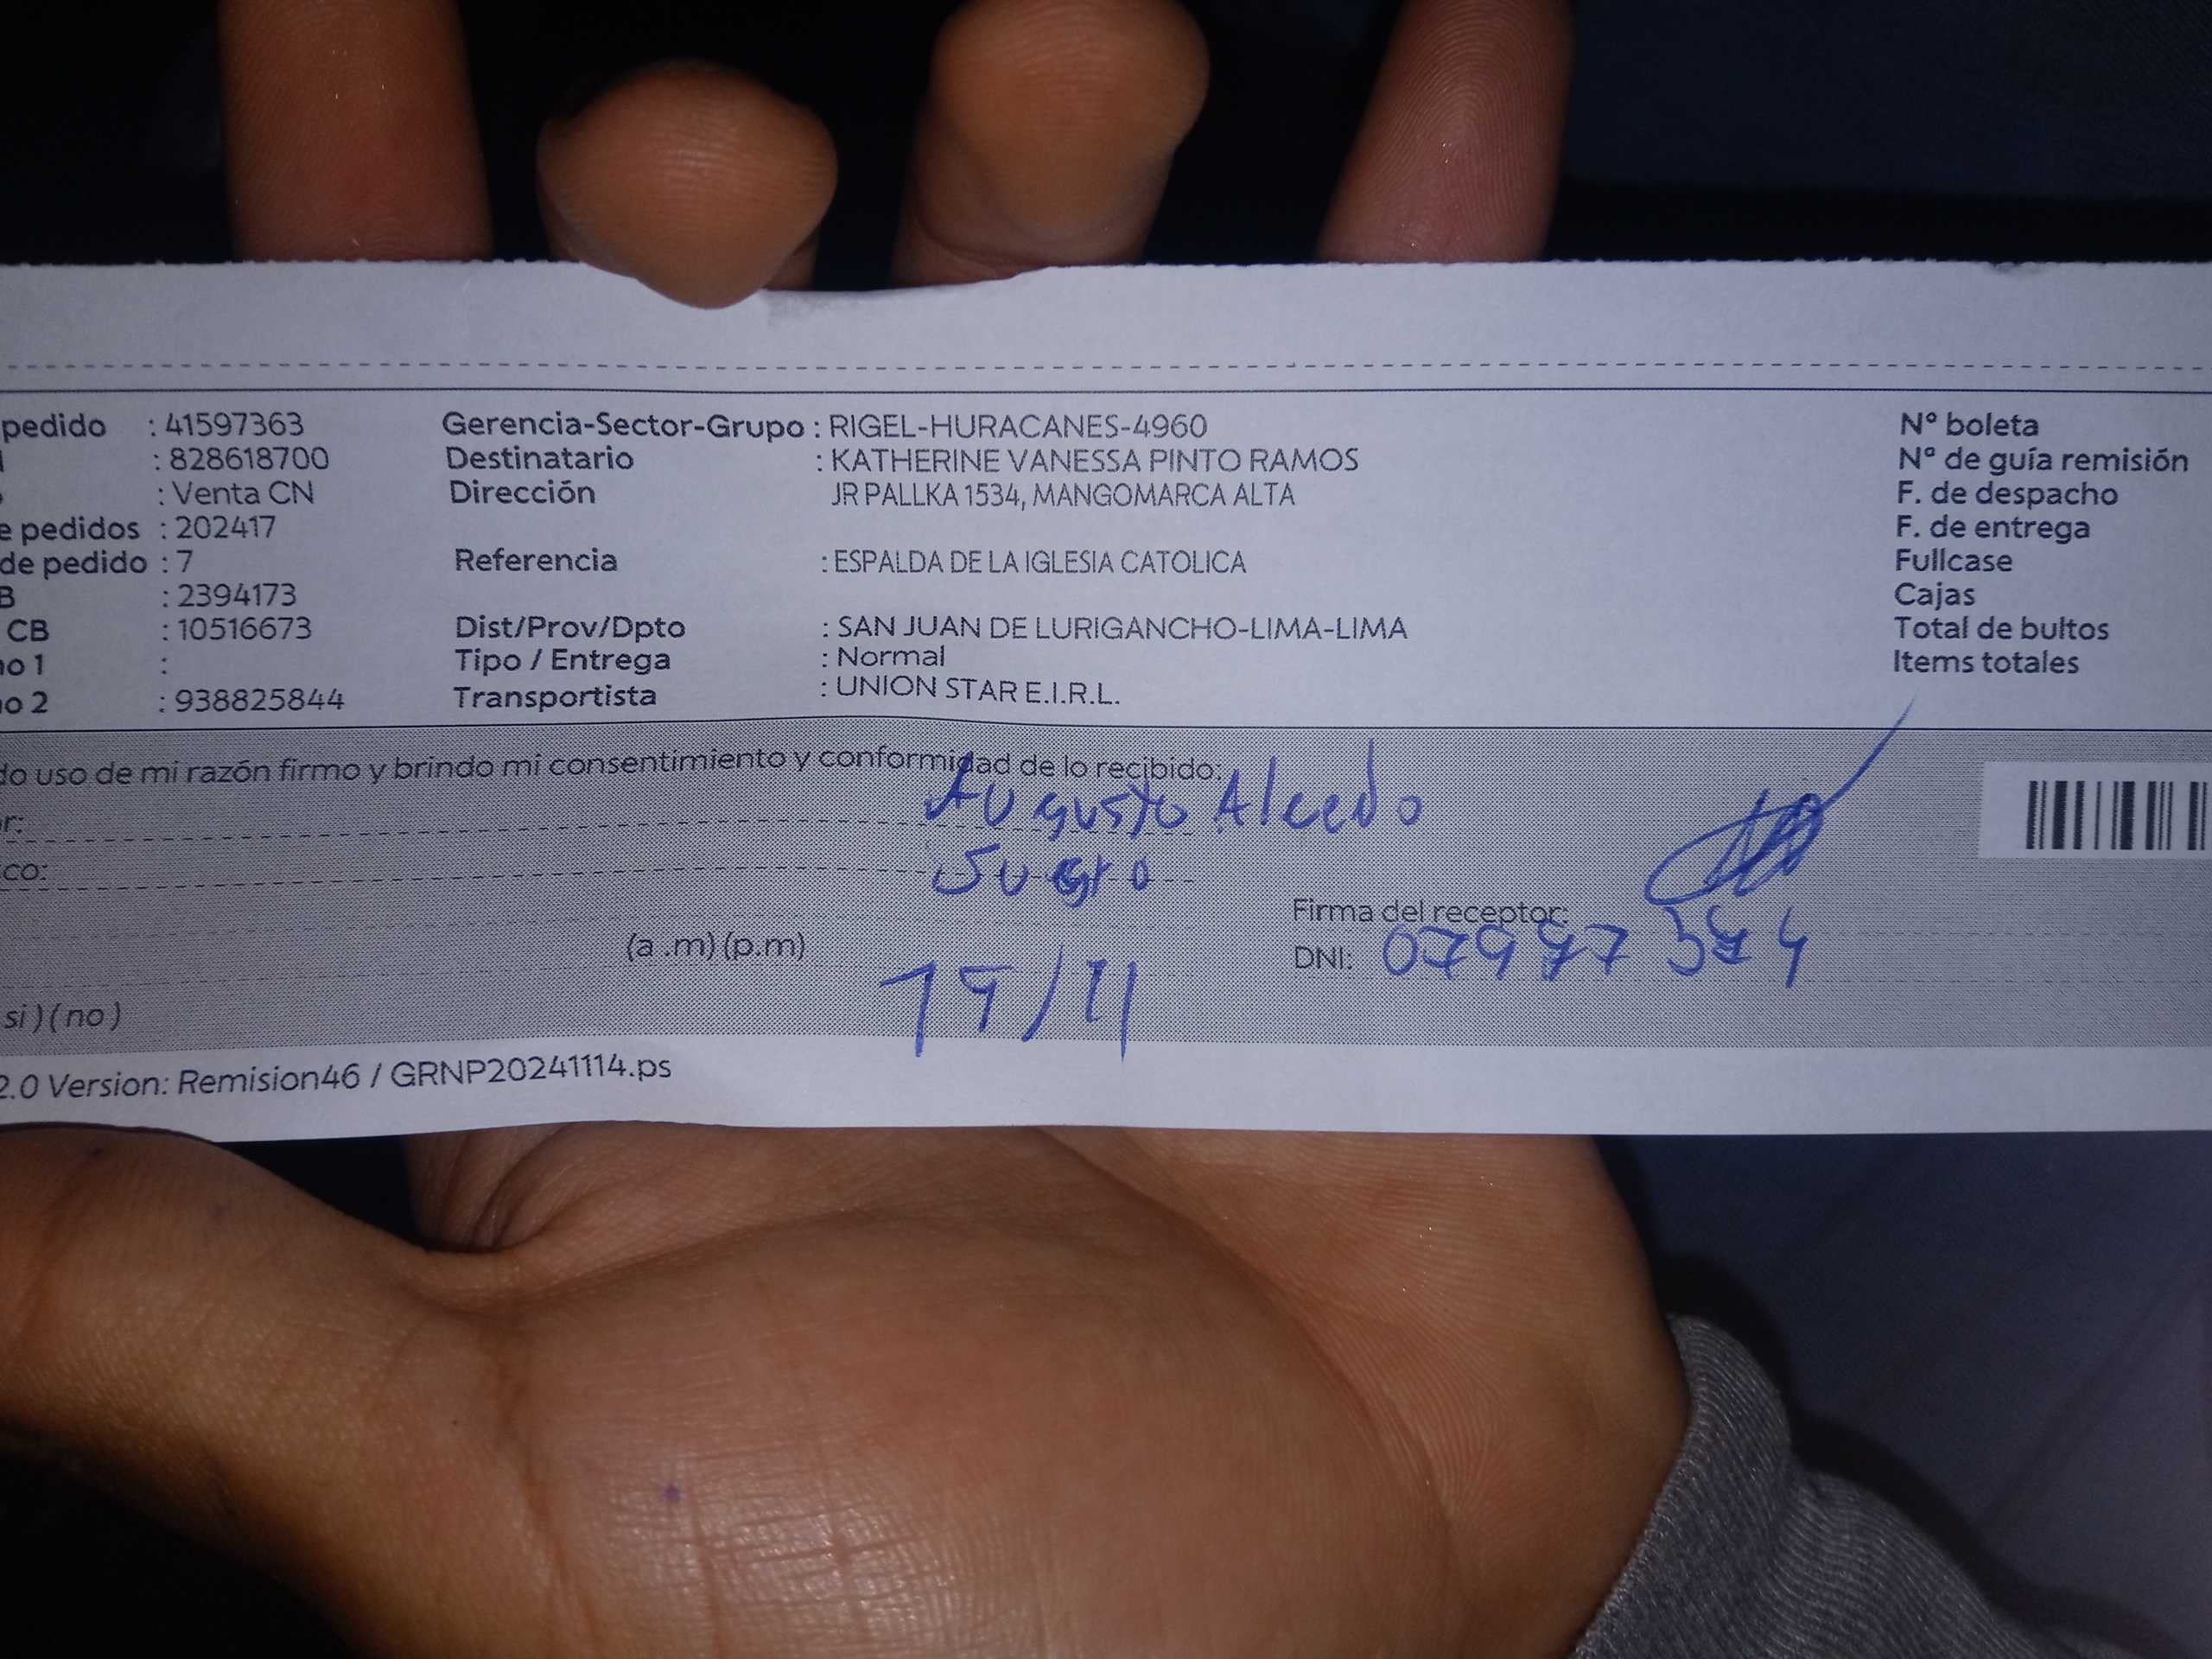 pedido : 41597363 Gerencia-Sector-Grupo : RIGEL-HURACANES-4960 N° boleta
: 828618700 Destinatario : KATHERINE VANESSA PINTO RAMOS N° de guía remisión
: Venta CN Dirección JR PALLKA 1534, MANGOMARCA ALTA F. de despacho
e pedidos : 202417 F. de entrega
de pedido : 7 Referencia : ESPALDA DE LA IGLESIA CATOLICA Fullcase
B : 2394173 Cajas
CB : 10516673 Dist/Prov/Dpto : SAN JUAN DE LURIGANCHO-LIMA-LIMA Total de bultos
no 1 : Tipo / Entrega : Normal Items totales
no 2 : 938825844 Transportista : UNION STAR E.I.R.L.
do uso de mi razón firmo y brindo mi consentimiento y conformidad de lo recibido:
r: Augusto Alcedo
co:
Firma del receptor:
(a .m) (p.m) DNI:
si ) ( no )
2.0 Version: Remision46 / GRNP20241114.ps